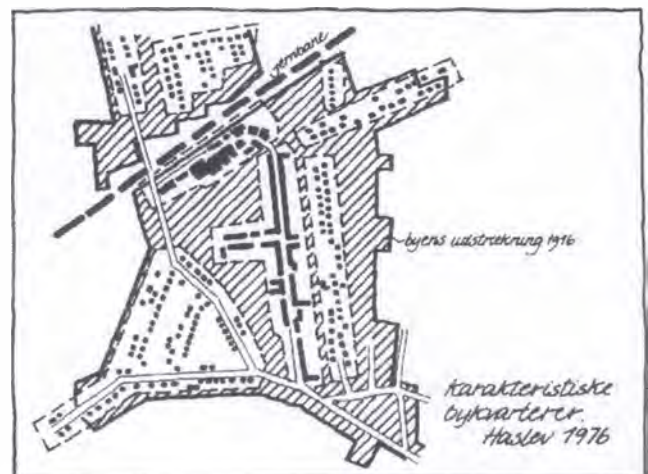 jernbane
byens udstrækning 1916
Karakteristiske
bykvarterer.
Haslev 1976